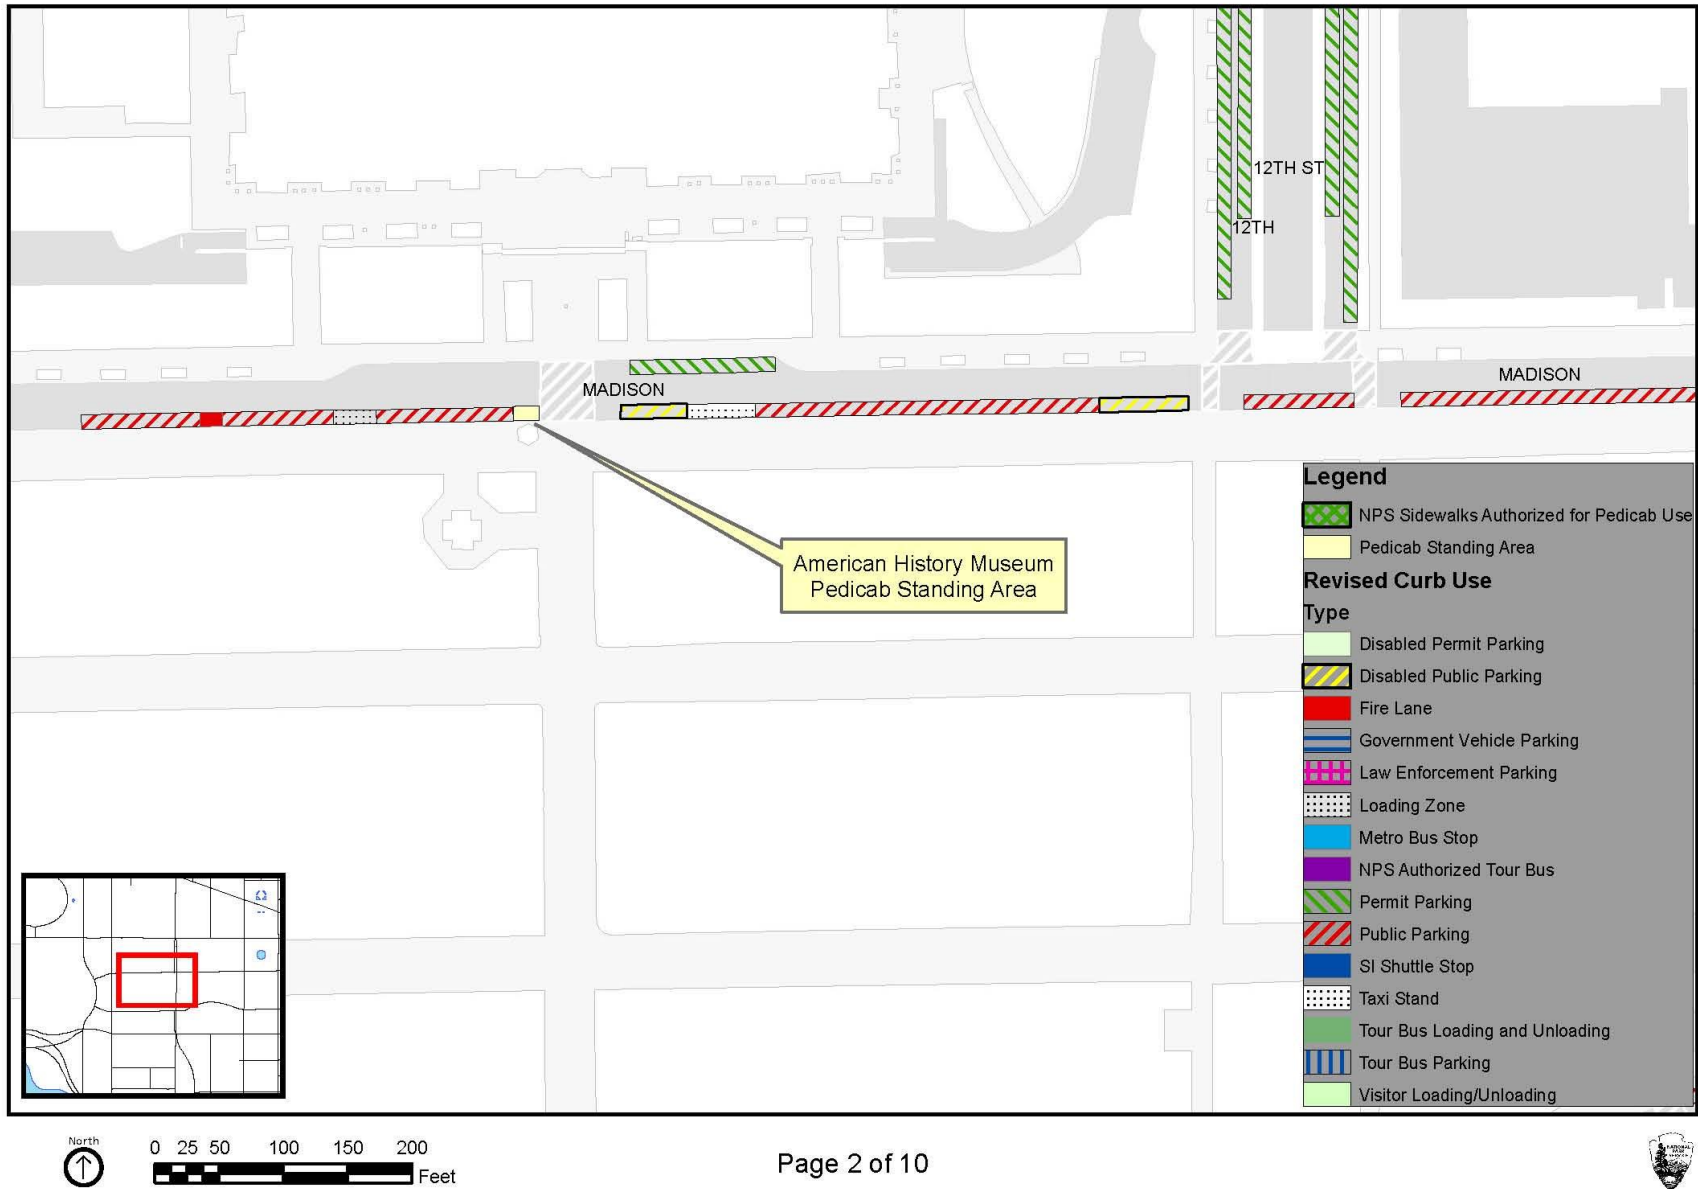 12TH ST
12TH
MADISON
MADISON
American History Museum
Pedicab Standing Area
Legend
NPS Sidewalks Authorized for Pedicab Use
Pedicab Standing Area
Revised Curb Use
Type
Disabled Permit Parking
Disabled Public Parking
Fire Lane
Government Vehicle Parking
Law Enforcement Parking
Loading Zone
Metro Bus Stop
NPS Authorized Tour Bus
Permit Parking
Public Parking
SI Shuttle Stop
Taxi Stand
Tour Bus Loading and Unloading
Tour Bus Parking
Visitor Loading/Unloading
North
0 25 50 100 150 200
Feet
Page 2 of 10
NATIONAL
PARK
SERVICE